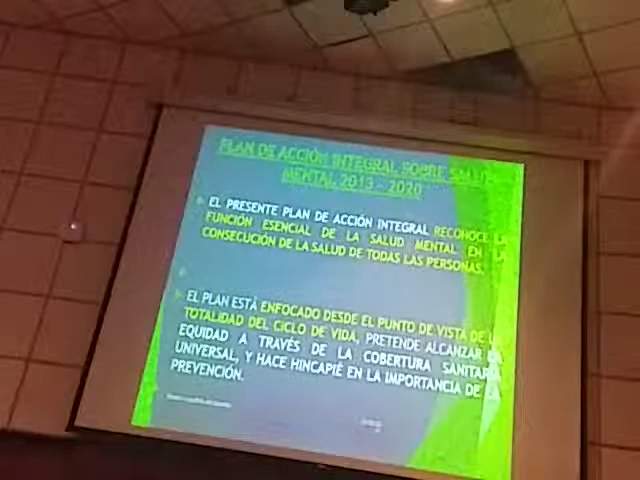 PLAN DE ACCIÓN INTEGRAL SOBRE SALUD
MENTAL 2013 - 2020
EL PRESENTE PLAN DE ACCIÓN INTEGRAL RECONOCE LA
FUNCIÓN ESENCIAL DE LA SALUD MENTAL EN LA
CONSECUCIÓN DE LA SALUD DE TODAS LAS PERSONAS.
EL PLAN ESTÁ ENFOCADO DESDE EL PUNTO DE VISTA DE LA
TOTALIDAD DEL CICLO DE VIDA, PRETENDE ALCANZAR LA
EQUIDAD A TRAVÉS DE LA COBERTURA SANITARIA
UNIVERSAL, Y HACE HINCAPIÉ EN LA IMPORTANCIA DE LA
PREVENCIÓN.